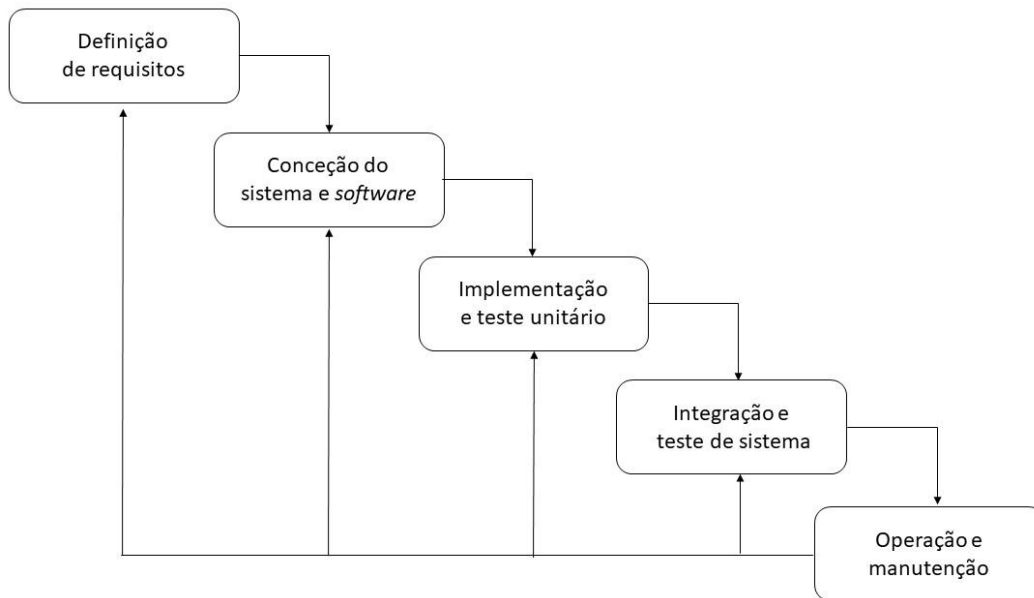 Definição
de requisitos
Conceção do
sistema e software
Implementação
e teste unitário
Integração e
teste de sistema
Operação e
manutenção